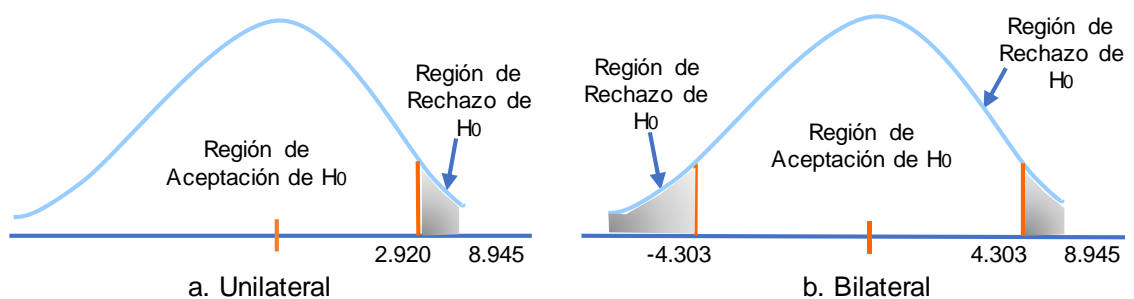 Región de
Rechazo de
H0
Región de
Aceptación de H0
2.920 8.945
a. Unilateral
Región de
Rechazo de
H0
Región de
Rechazo de
H0
Región de
Aceptación de H0
-4.303 4.303 8.945
b. Bilateral